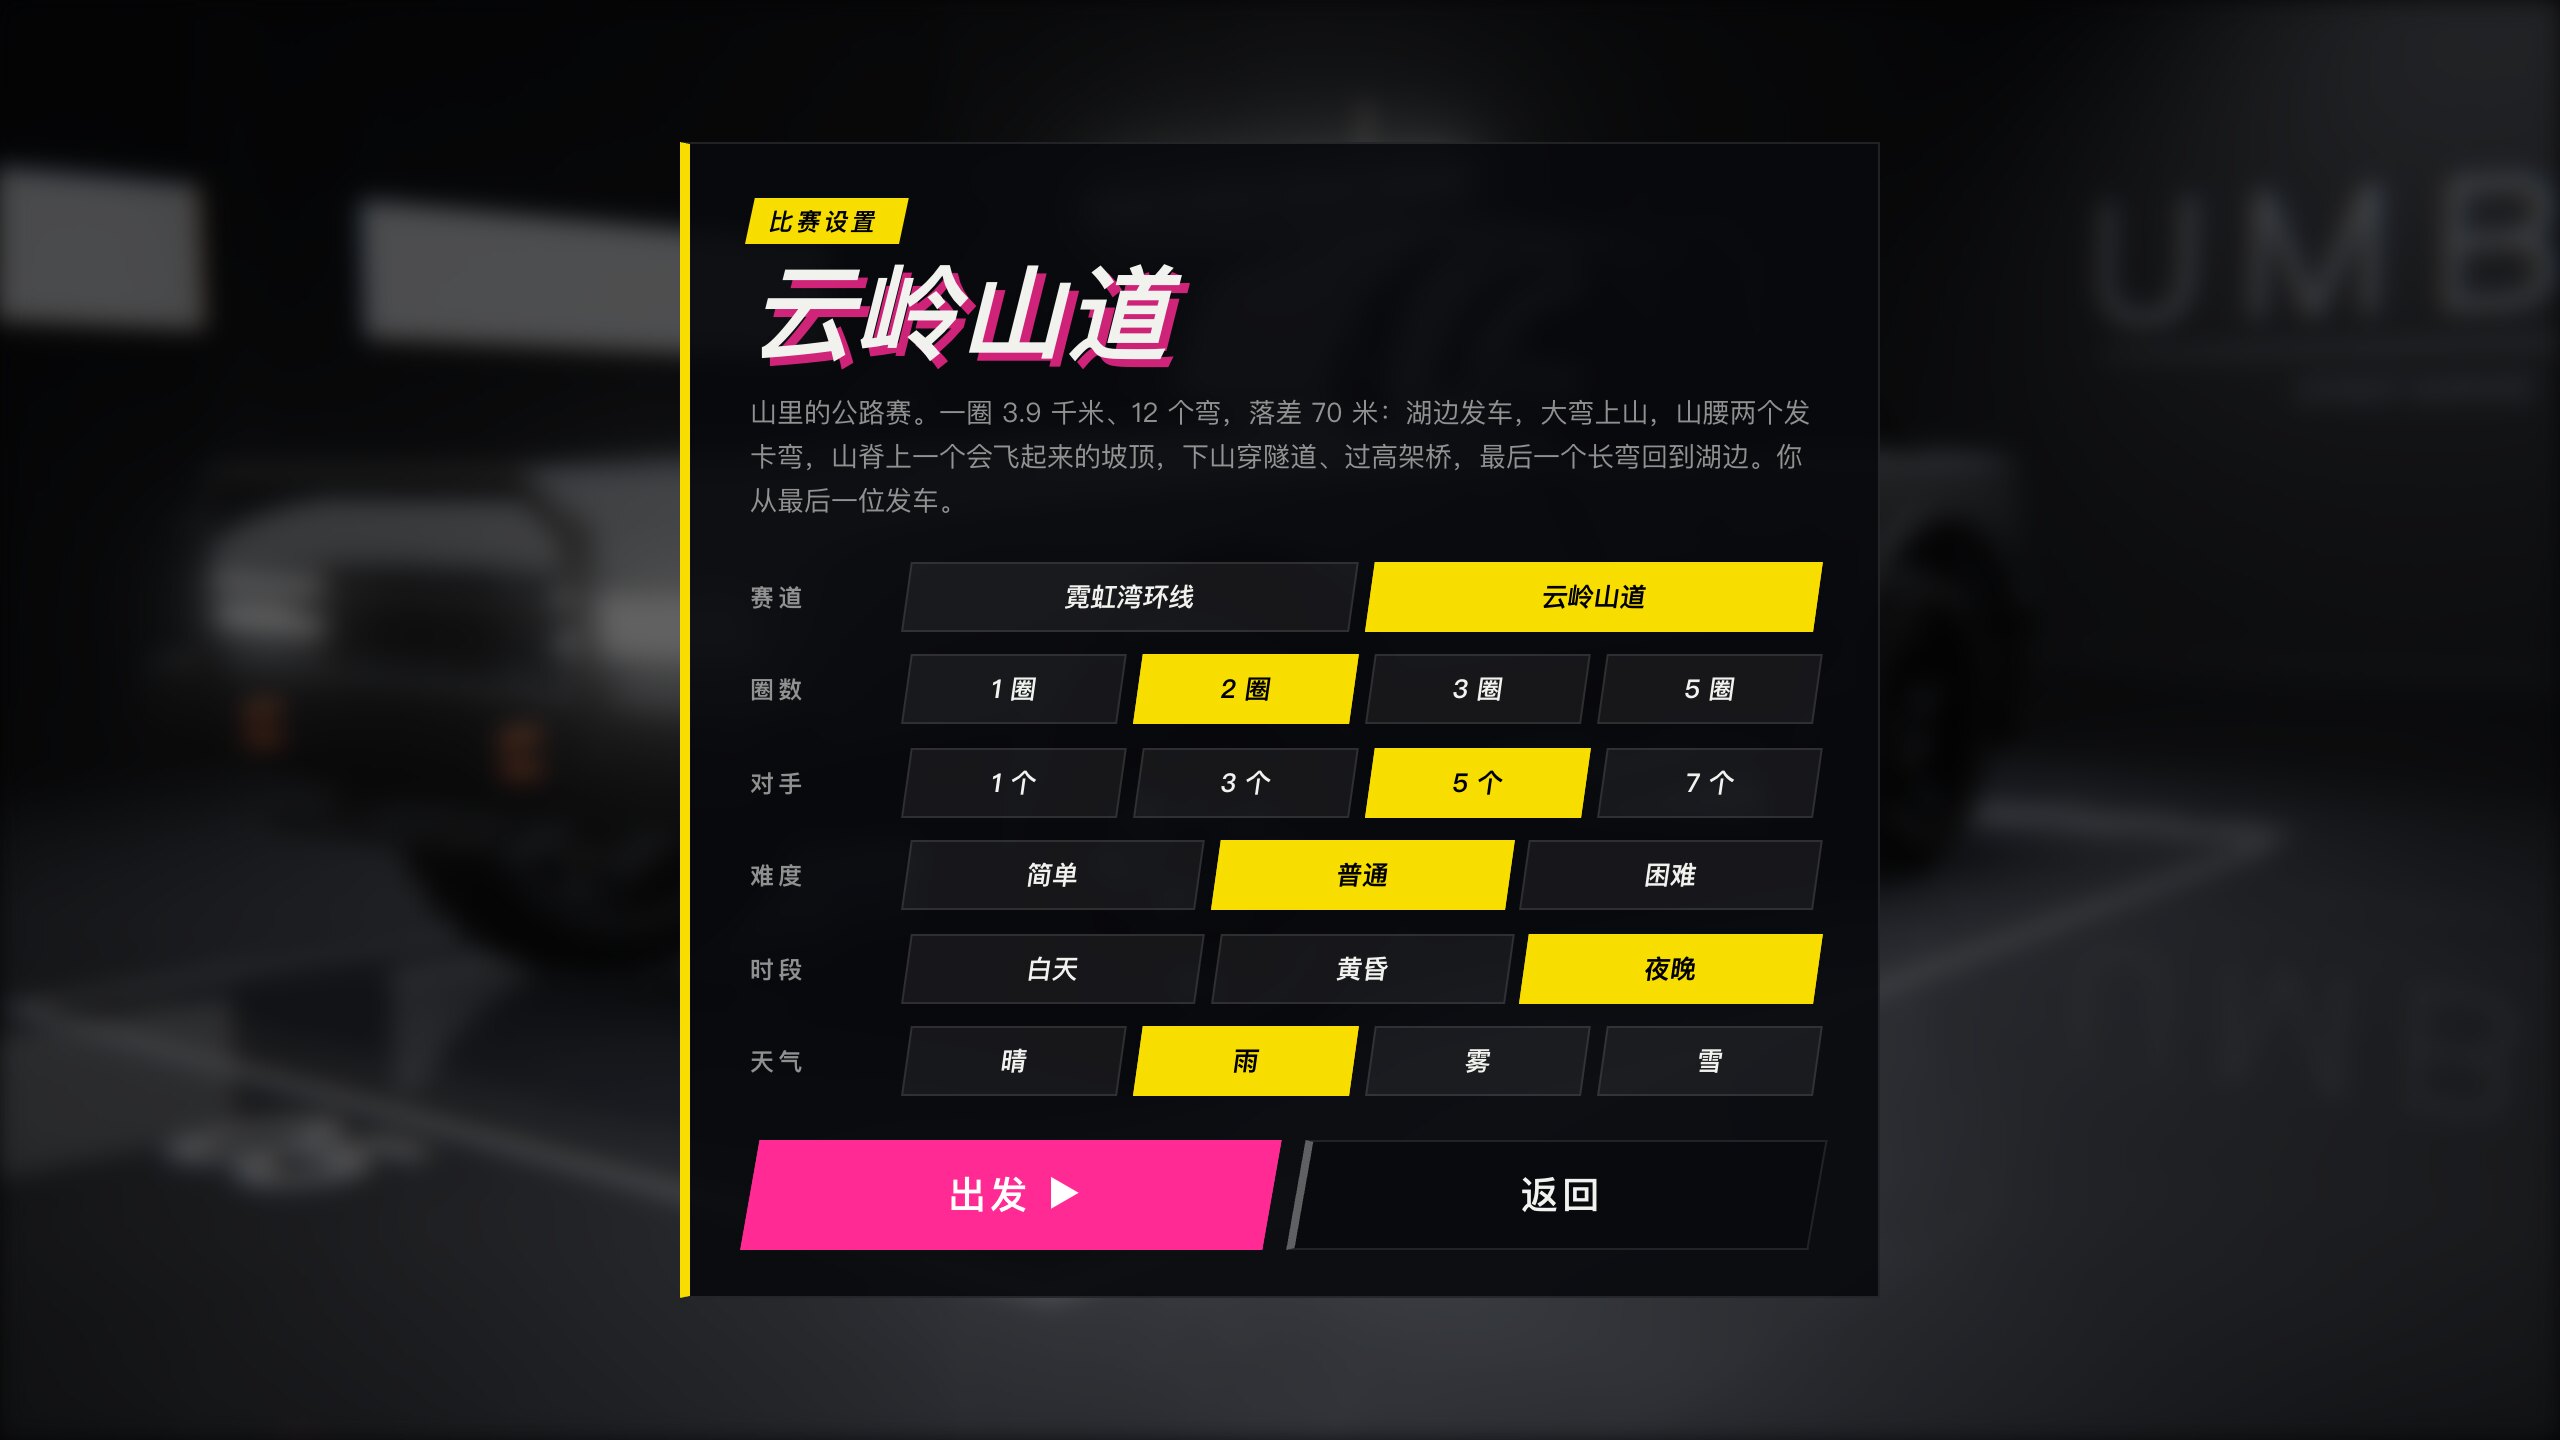 UMB
比赛设置
云岭山道
山里的公路赛。一圈 3.9 千米、12 个弯，落差 70 米：湖边发车，大弯上山，山腰两个发
卡弯，山脊上一个会飞起来的坡顶，下山穿隧道、过高架桥，最后一个长弯回到湖边。你
从最后一位发车。
赛道 霓虹湾环线 云岭山道
圈数 1 圈 2 圈 3 圈 5 圈
对手 1 个 3 个 5 个 7 个
难度 简单 普通 困难
时段 白天 黄昏 夜晚
天气 晴 雨 雾 雪
出发 ▶ 返回